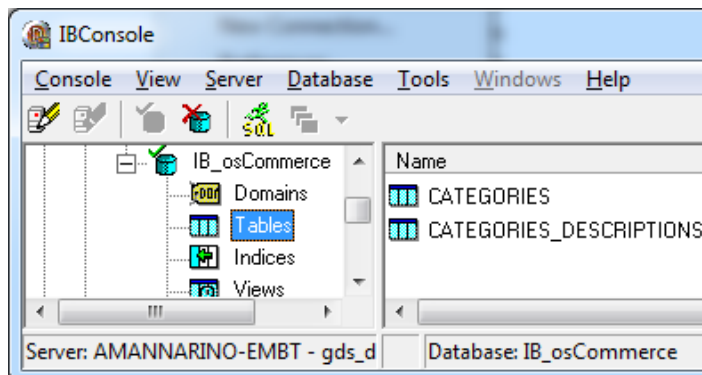 IBConsole
Console View Server Database Tools Windows Help
SQL
IB_osCommerce
Name
Domains
CATEGORIES
Tables
CATEGORIES_DESCRIPTIONS
Indices
Views
Server: AMANNARINO-EMBT - gds_d
Database: IB_osCommerce